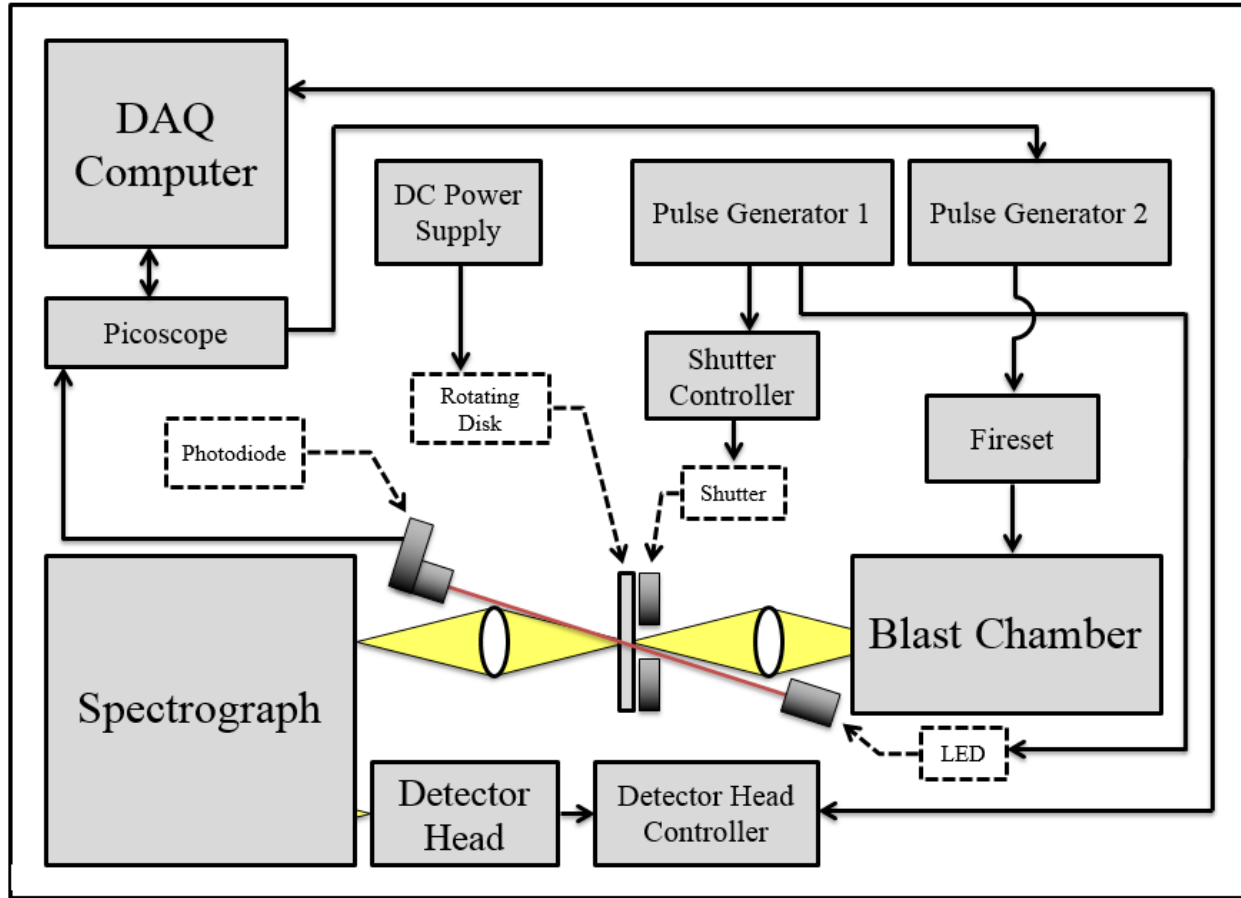 DAQ
Computer
DC Power
Supply
Pulse Generator 1
Pulse Generator 2
Picoscope
Shutter
Controller
Rotating
Disk
Fireset
Photodiode
Shutter
Blast Chamber
Spectrograph
LED
Detector
Head
Detector Head
Controller